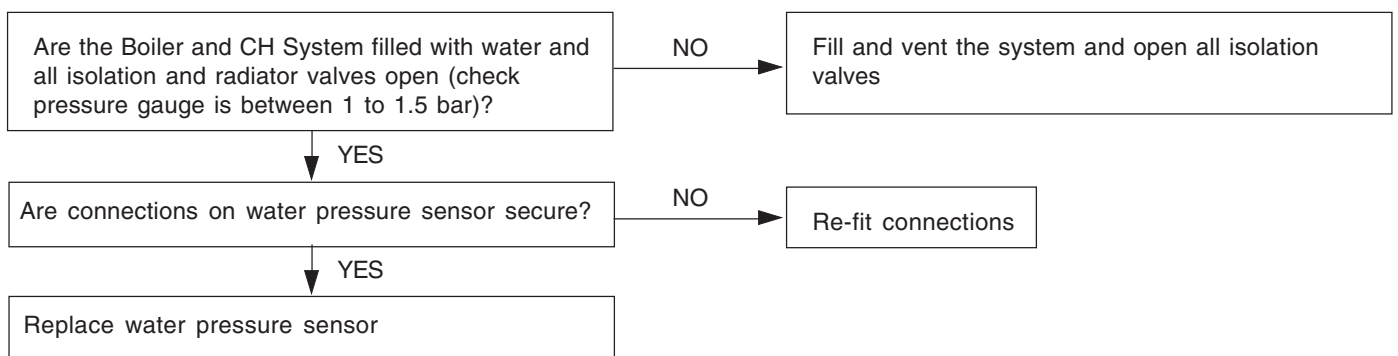 Are the Boiler and CH System filled with water and
all isolation and radiator valves open (check
pressure gauge is between 1 to 1.5 bar)?
NO
Fill and vent the system and open all isolation
valves
YES
Are connections on water pressure sensor secure?
NO
Re-fit connections
YES
Replace water pressure sensor